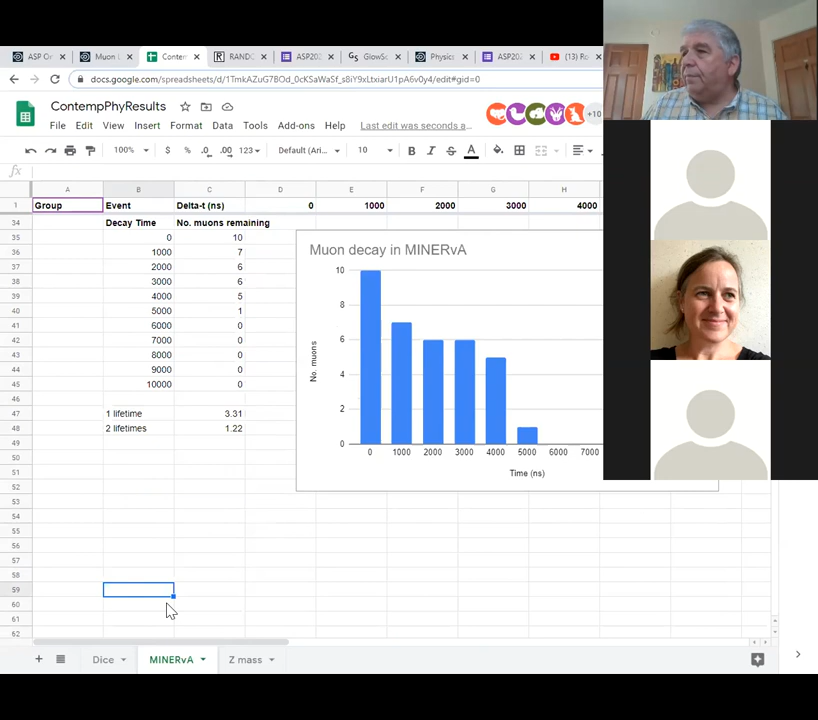 ASP On
Muon L
Contem
RAND(
ASP202
GlowSc
Physics
ASP202
(13) Ro
docs.google.com/spreadsheets/d/1TmkAZuG7BOd_0cKSaWaSf_s8iY9xLtxiarU1pA6v0y4/edit#gid=0
ContempPhyResults
+10
File Edit View Insert Format Data Tools Add-ons Help Last edit was seconds a
100% $ % .0 .00 123 Default (Ari... 10 B I S A
fx
A B C D E F G H
1 Group Event Delta-t (ns) 0 1000 2000 3000 4000
34 Decay Time No. muons remaining
35 0 10
36 1000 7
37 2000 6
38 3000 6
39 4000 5
40 5000 1
41 6000 0
42 7000 0
43 8000 0
44 9000 0
45 10000 0
46
47 1 lifetime 3.31
48 2 lifetimes 1.22
49
50
51
52
53
54
55
56
57
58
59
60
61
62
Muon decay in MINERvA
10
8
6
4
2
0
No. muons
0 1000 2000 3000 4000 5000 6000 7000
Time (ns)
+ Dice MINERvA Z mass